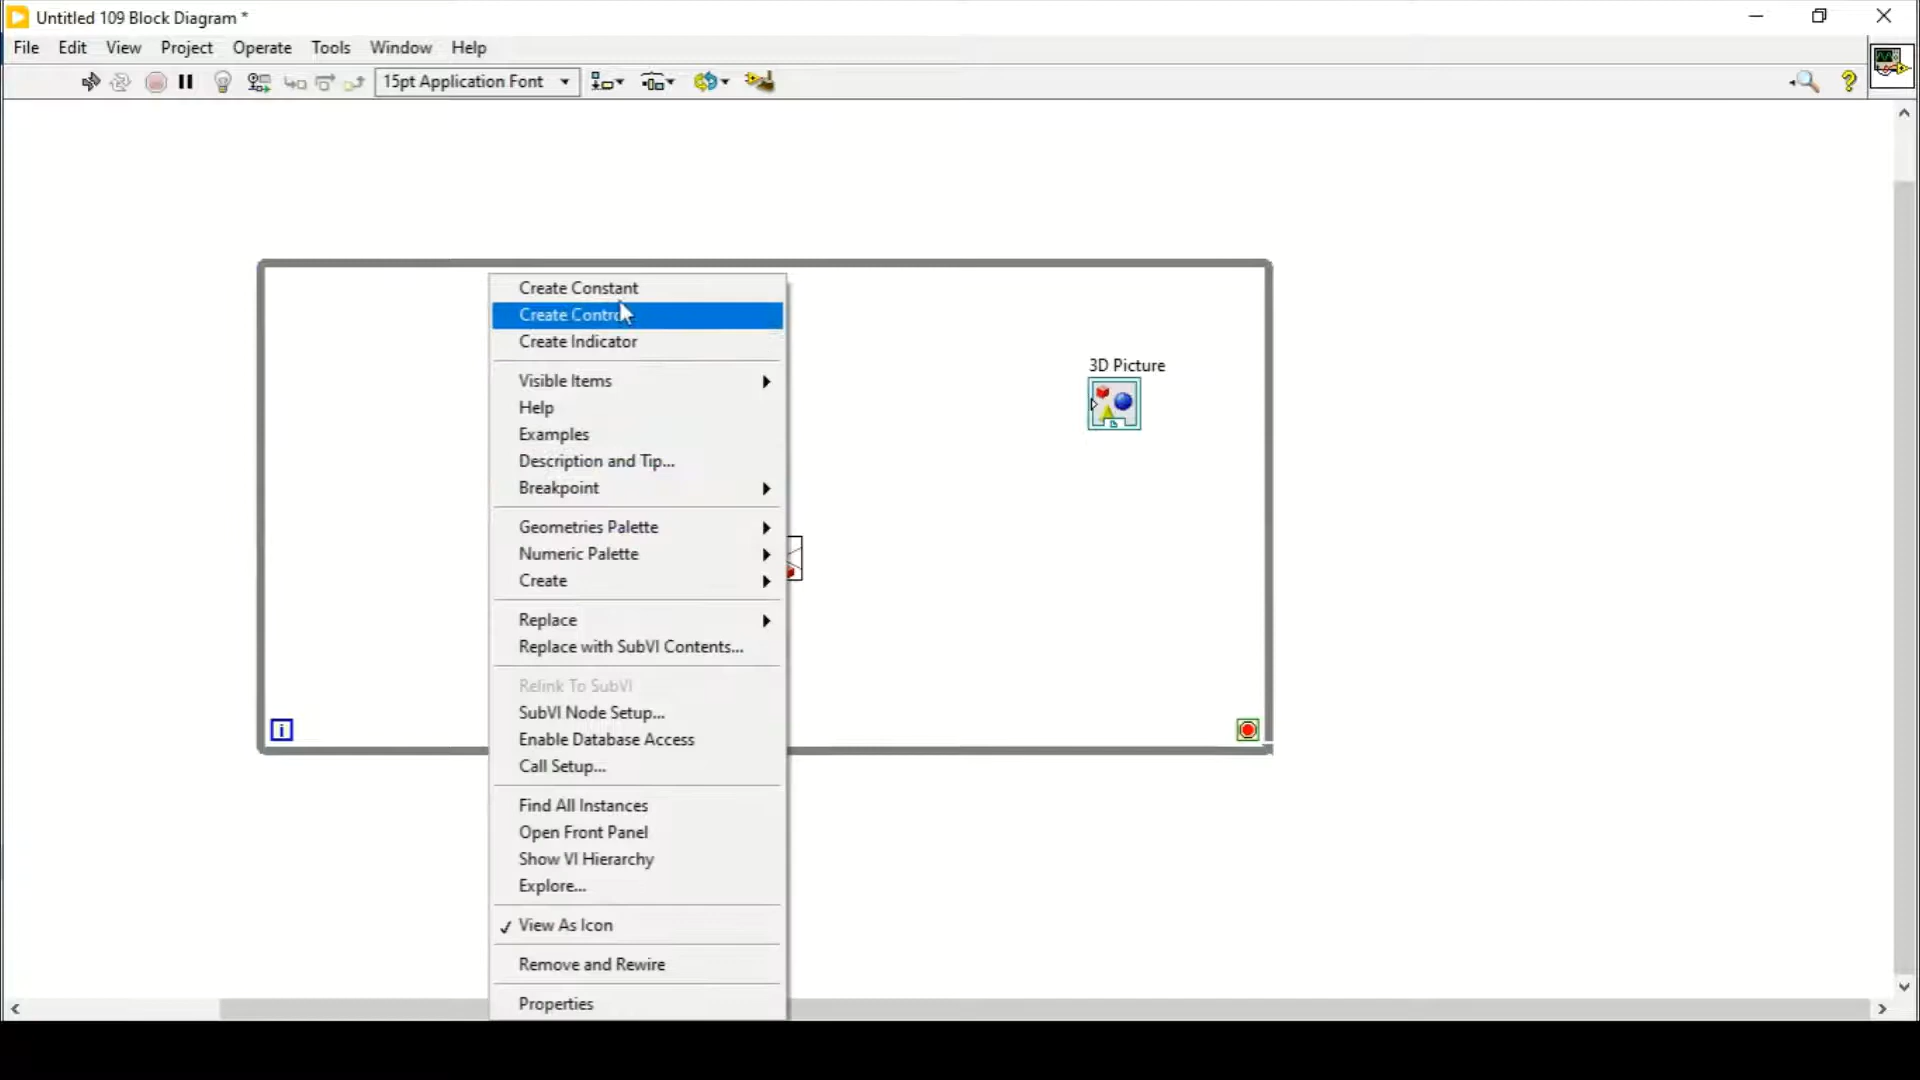 Untitled 109 Block Diagram *
File Edit View Project Operate Tools Window Help
15pt Application Font
Create Constant
Create Contro
Create Indicator
3D Picture
Visible Items
Help
Examples
Description and Tip...
Breakpoint
Geometries Palette
Numeric Palette
Create
Replace
Replace with SubVI Contents...
Relink To SubVI
SubVI Node Setup...
i
Enable Database Access
Call Setup...
Find All Instances
Open Front Panel
Show VI Hierarchy
Explore...
View As Icon
Remove and Rewire
Properties